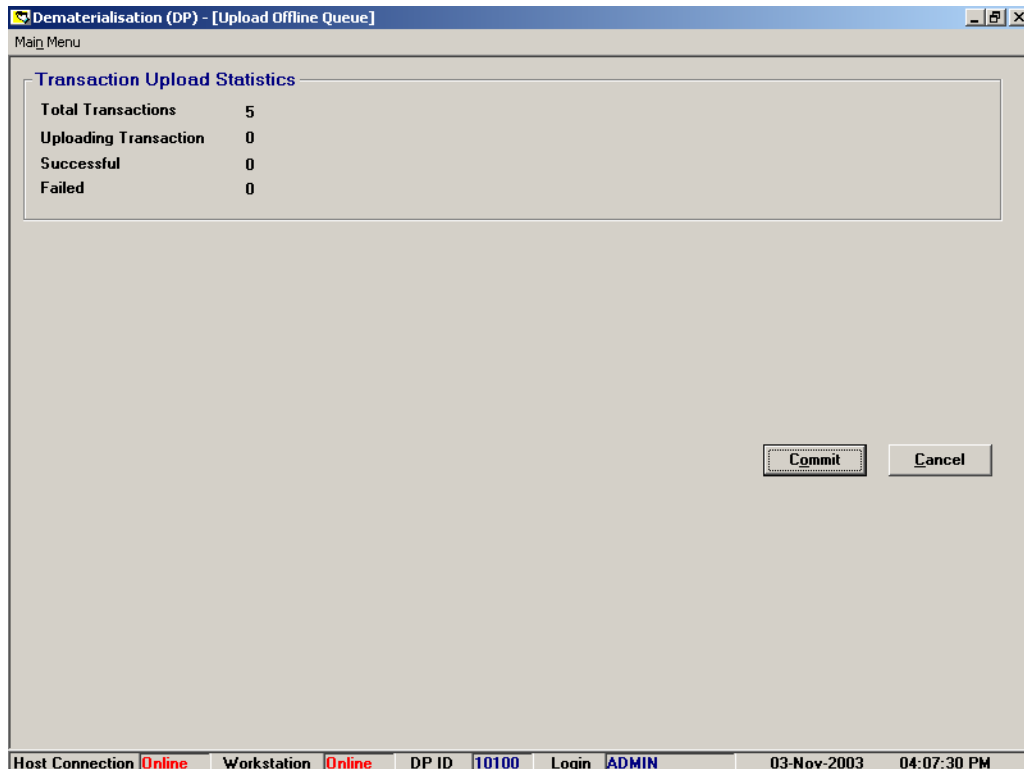 Dematerialisation (DP) - [Upload Offline Queue]
Main Menu
Transaction Upload Statistics
Total Transactions 5
Uploading Transaction 0
Successful 0
Failed 0
Commit Cancel
Host Connection Online Workstation Online DP ID 10100 Login ADMIN 03-Nov-2003 04:07:30 PM